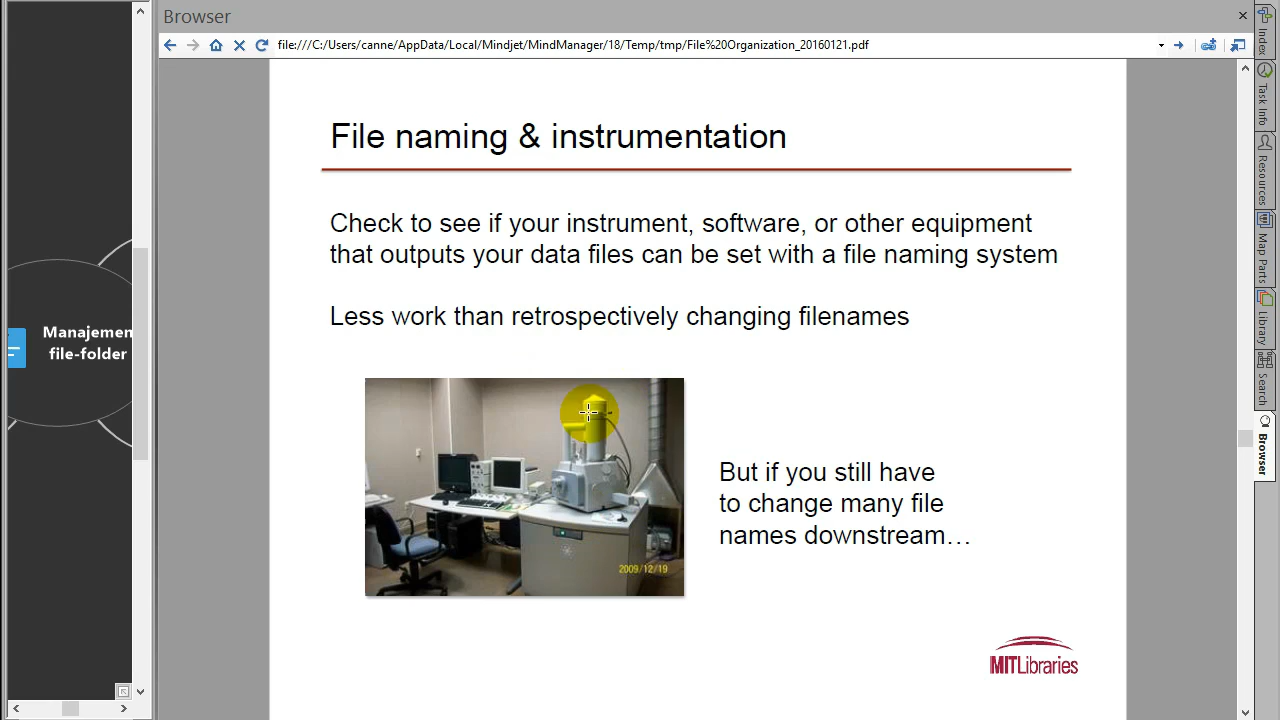 Browser
file:///C:/Users/canne/AppData/Local/Mindjet/MindManager/18/Temp/tmp/File%20Organization_20160121.pdf
File naming & instrumentation
Check to see if your instrument, software, or other equipment
that outputs your data files can be set with a file naming system
Less work than retrospectively changing filenames
Manajemen
file-folder
2009/12/19
But if you still have
to change many file
names downstream…
MITLibraries
Index
Task Info
Resources
Map Parts
Library
Search
Browser